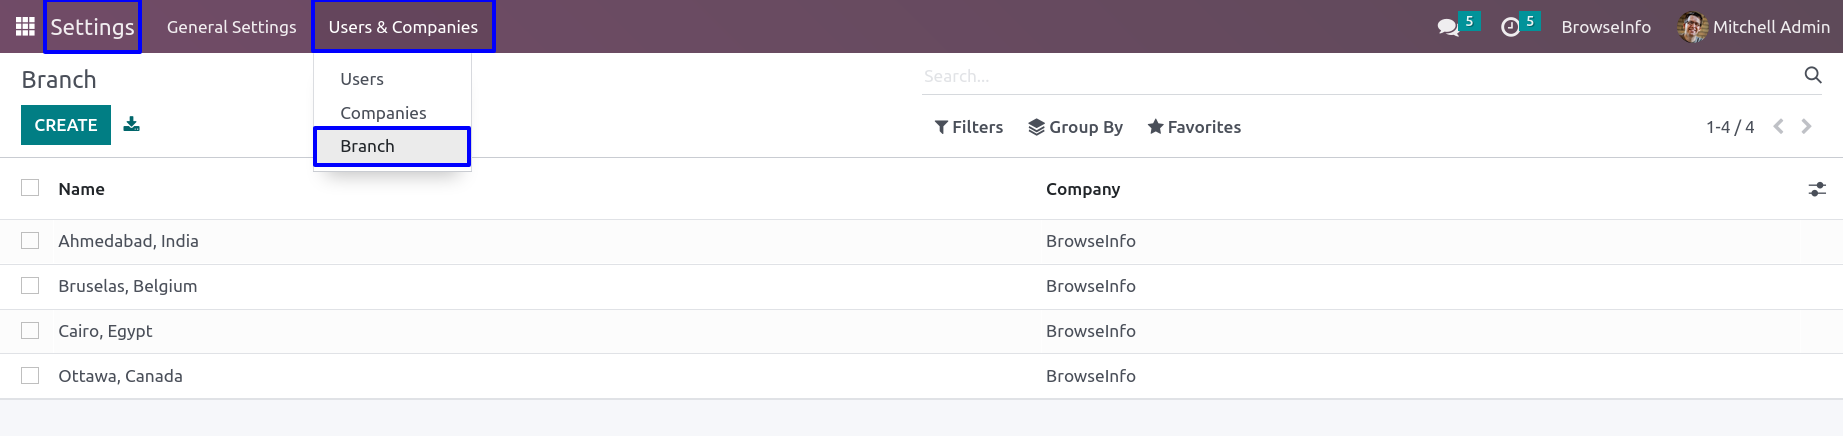 Settings General Settings Users & Companies 5 5 BrowseInfo Mitchell Admin
Branch Users Search...
Companies
CREATE Filters Group By Favorites 1-4 / 4
Branch
Name Company
Ahmedabad, India BrowseInfo
Bruselas, Belgium BrowseInfo
Cairo, Egypt BrowseInfo
Ottawa, Canada BrowseInfo